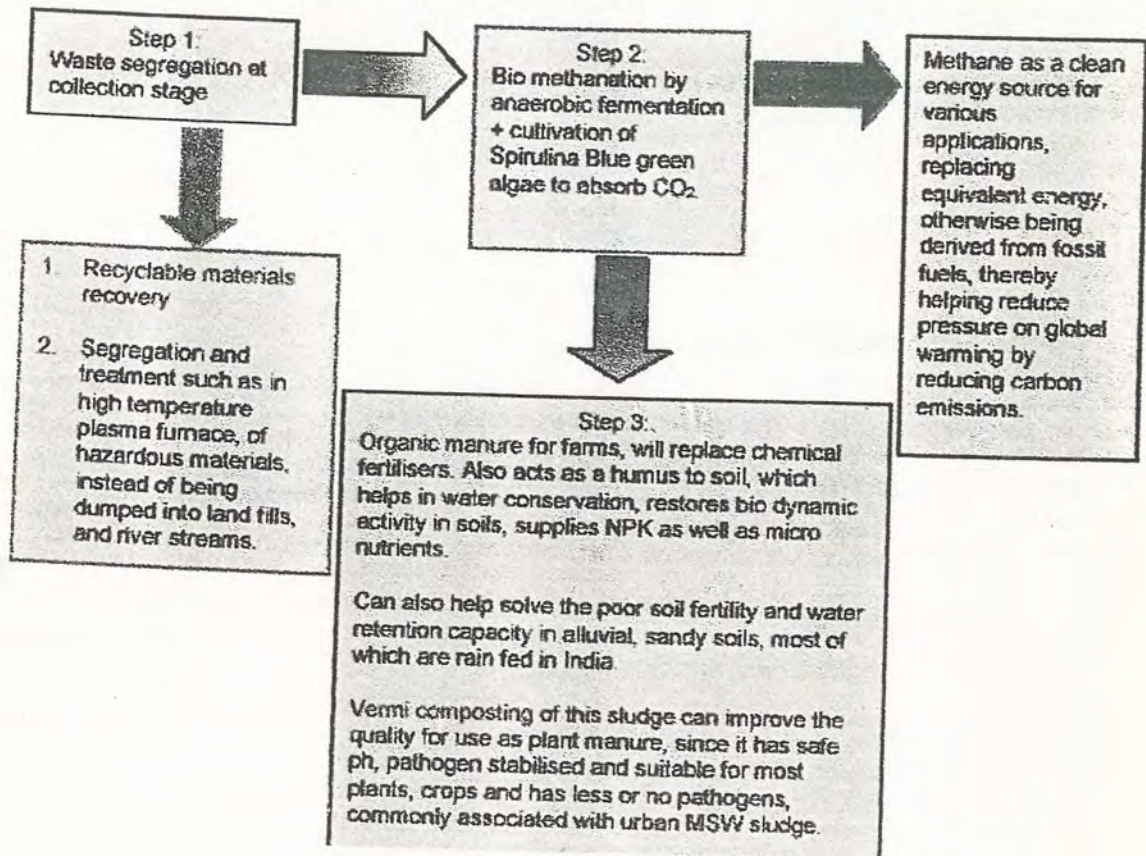 Step 1:
Waste segregation at
collection stage
Step 2:
Bio methanation by
anaerobic fermentation
+ cultivation of
Spirulina Blue green
algae to absorb CO₂
Methane as a clean
energy source for
various
applications,
replacing
equivalent energy,
otherwise being
derived from fossil
fuels, thereby
helping reduce
pressure on global
warming by
reducing carbon
emissions.
1. Recyclable materials
recovery
2. Segregation and
treatment such as in
high temperature
plasma furnace, of
hazardous materials,
instead of being
dumped into land fills,
and river streams.
Step 3:.
Organic manure for farms, will replace chemical
fertilisers. Also acts as a humus to soil, which
helps in water conservation, restores bio dynamic
activity in soils, supplies NPK as well as micro
nutrients.
Can also help solve the poor soil fertility and water
retention capacity in alluvial, sandy soils, most of
which are rain fed in India.
Vermi composting of this sludge can improve the
quality for use as plant manure, since it has safe
ph, pathogen stabilised and suitable for most
plants, crops and has less or no pathogens,
commonly associated with urban MSW sludge.